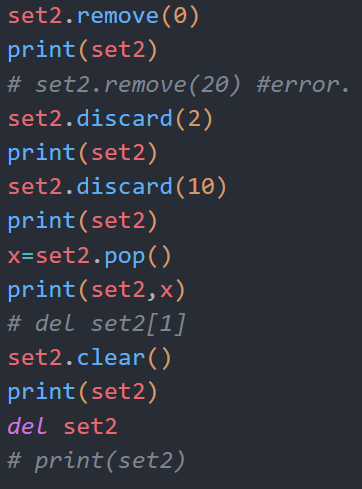 set2.remove(0)
print(set2)
# set2.remove(20) #error.
set2.discard(2)
print(set2)
set2.discard(10)
print(set2)
x=set2.pop()
print(set2,x)
# del set2[1]
set2.clear()
print(set2)
del set2
# print(set2)